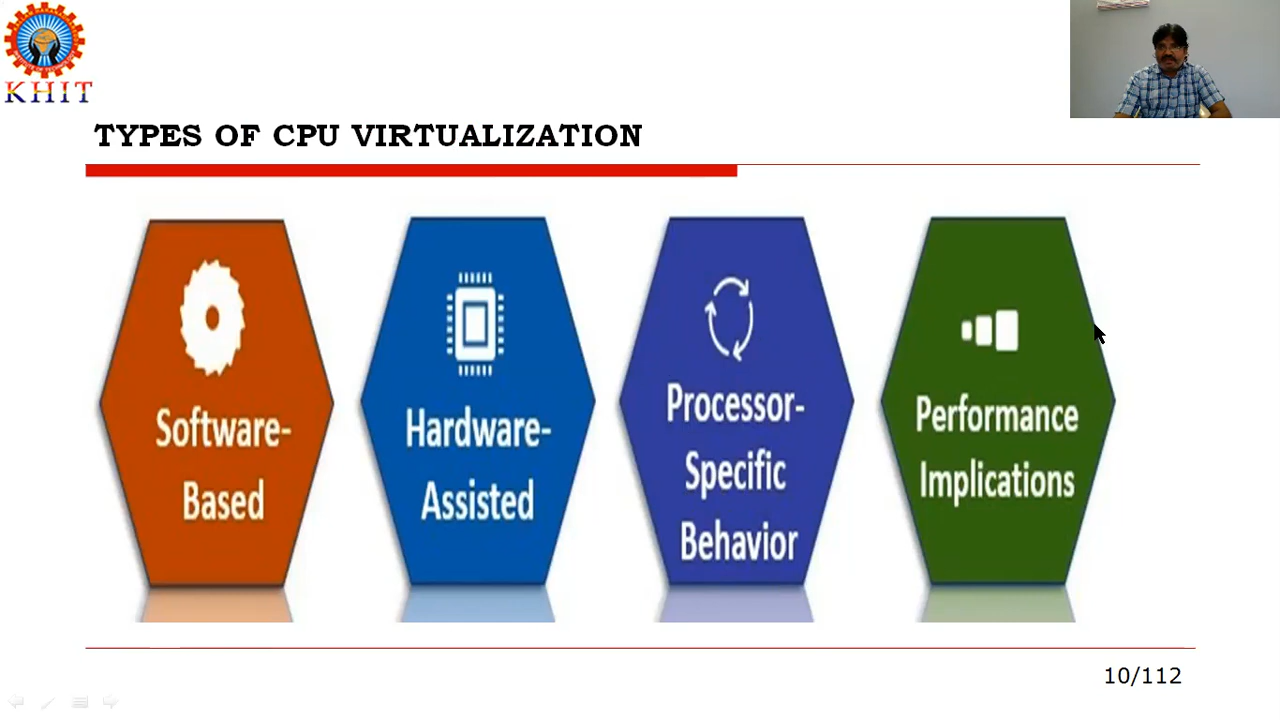 KHIT
TYPES OF CPU VIRTUALIZATION
Software-
Based
Hardware-
Assisted
Processor-
Specific
Behavior
Performance
Implications
10/112